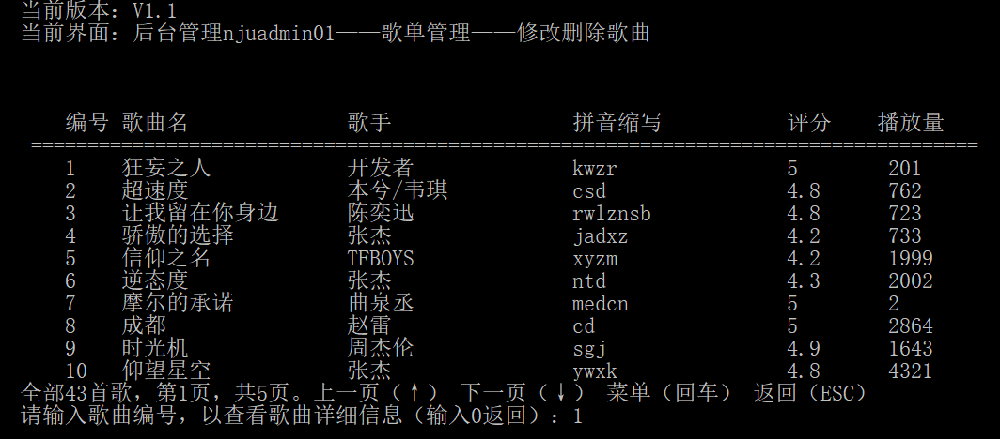 当前版本：V1.1
当前界面：后台管理njuadmin01——歌单管理——修改删除歌曲
编号 歌曲名 歌手 拼音缩写 评分 播放量
====================================================================================
1 狂妄之人 开发者 kwzr 5 201
2 超速度 本兮/韦琪 csd 4.8 762
3 让我留在你身边 陈奕迅 rwlznsb 4.8 723
4 骄傲的选择 张杰 jadxz 4.2 733
5 信仰之名 TFBOYS xyzm 4.2 1999
6 逆态度 张杰 ntd 4.3 2002
7 摩尔的承诺 曲泉丞 medcn 5 2
8 成都 赵雷 cd 5 2864
9 时光机 周杰伦 sgj 4.9 1643
10 仰望星空 张杰 ywxk 4.8 4321
全部43首歌，第1页，共5页。上一页（↑） 下一页（↓） 菜单（回车） 返回（ESC）
请输入歌曲编号，以查看歌曲详细信息（输入0返回）：1